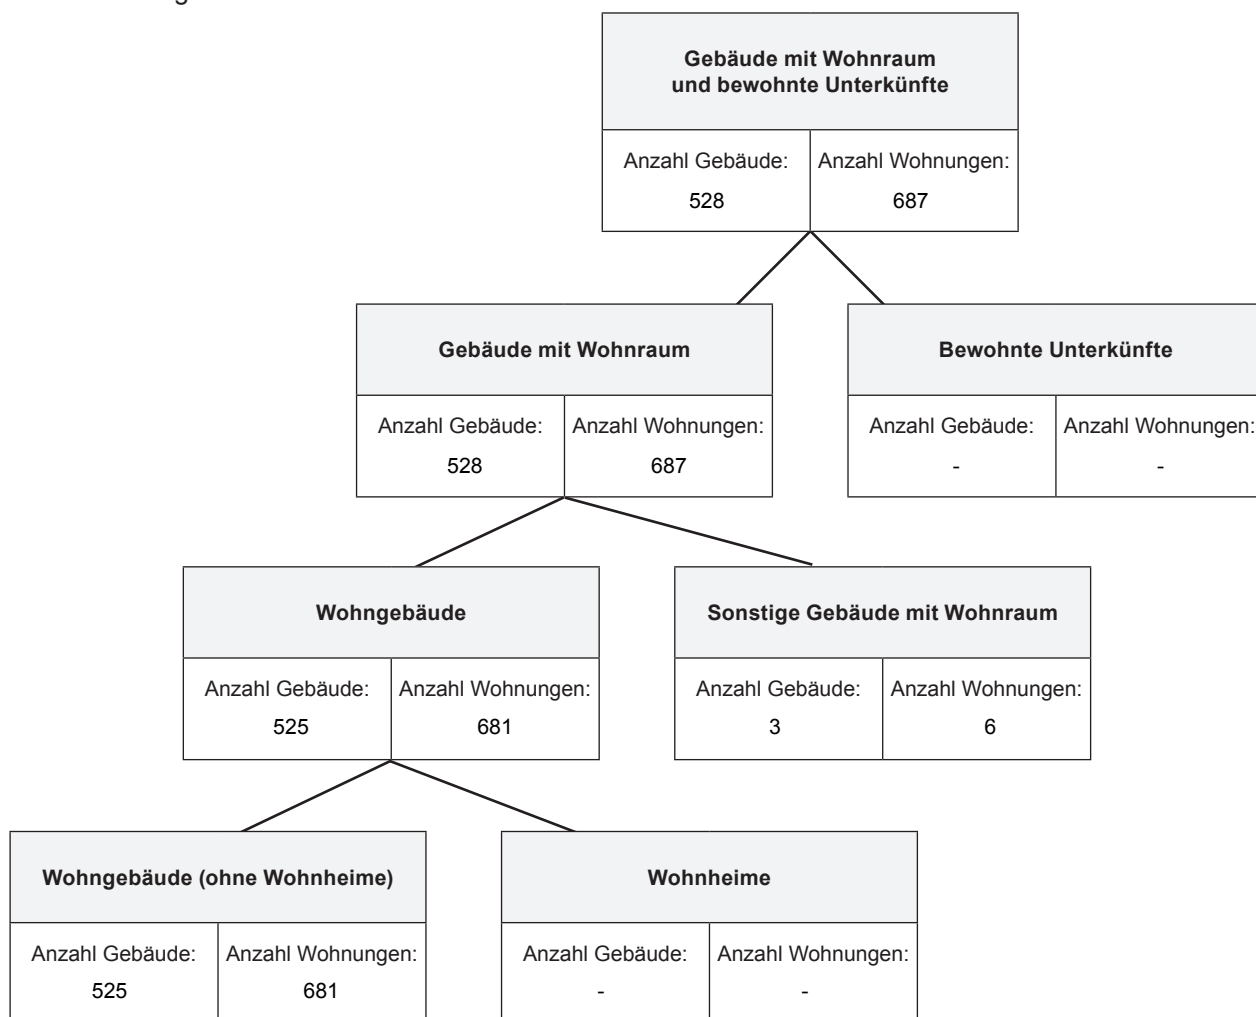 Gebäude mit Wohnraum
und bewohnte Unterkünfte
Anzahl Gebäude: Anzahl Wohnungen:
528 687
Gebäude mit Wohnraum
Anzahl Gebäude: Anzahl Wohnungen:
528 687
Bewohnte Unterkünfte
Anzahl Gebäude: Anzahl Wohnungen:
- -
Wohngebäude
Anzahl Gebäude: Anzahl Wohnungen:
525 681
Sonstige Gebäude mit Wohnraum
Anzahl Gebäude: Anzahl Wohnungen:
3 6
Wohngebäude (ohne Wohnheime)
Anzahl Gebäude: Anzahl Wohnungen:
525 681
Wohnheime
Anzahl Gebäude: Anzahl Wohnungen:
- -